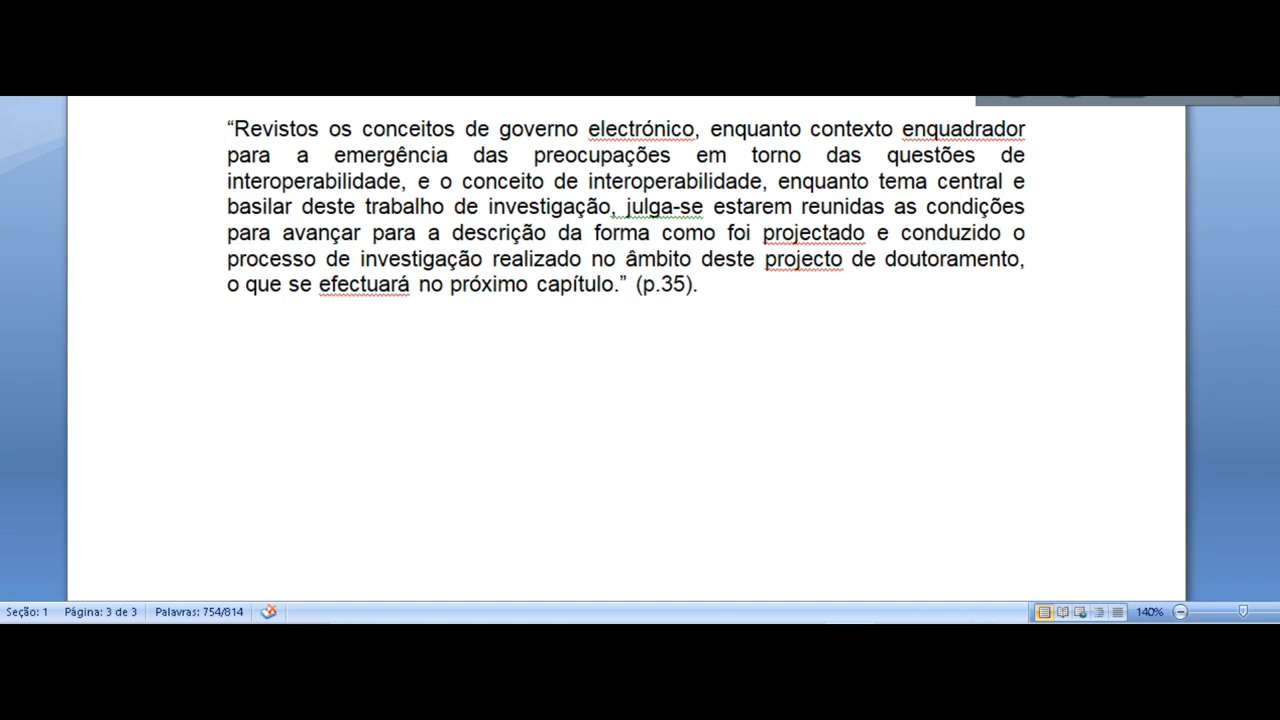 “Revistos os conceitos de governo electrónico, enquanto contexto enquadrador
para a emergência das preocupações em torno das questões de
interoperabilidade, e o conceito de interoperabilidade, enquanto tema central e
basilar deste trabalho de investigação, julga-se estarem reunidas as condições
para avançar para a descrição da forma como foi projectado e conduzido o
processo de investigação realizado no âmbito deste projecto de doutoramento,
o que se efectuará no próximo capítulo.” (p.35).
Seção: 1 Página: 3 de 3 Palavras: 754/814 140%